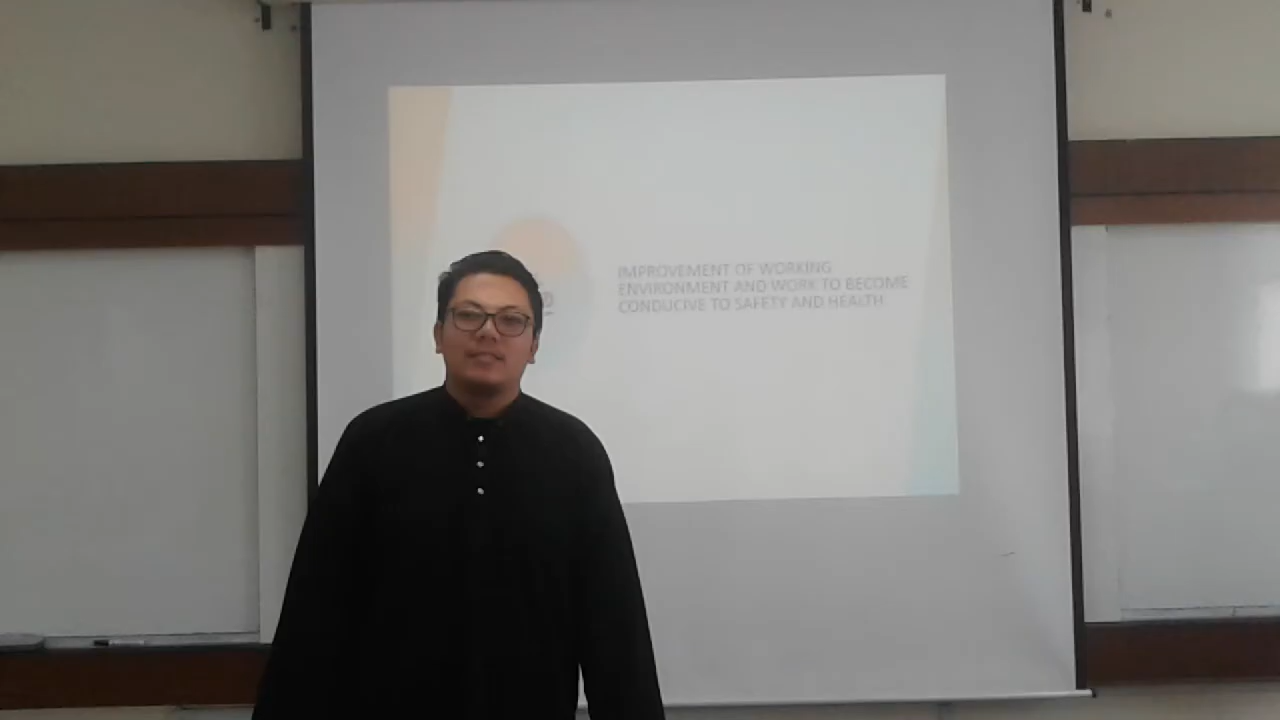 IMPROVEMENT OF WORKING
ENVIRONMENT AND WORK TO BECOME
CONDUCIVE TO SAFETY AND HEALTH